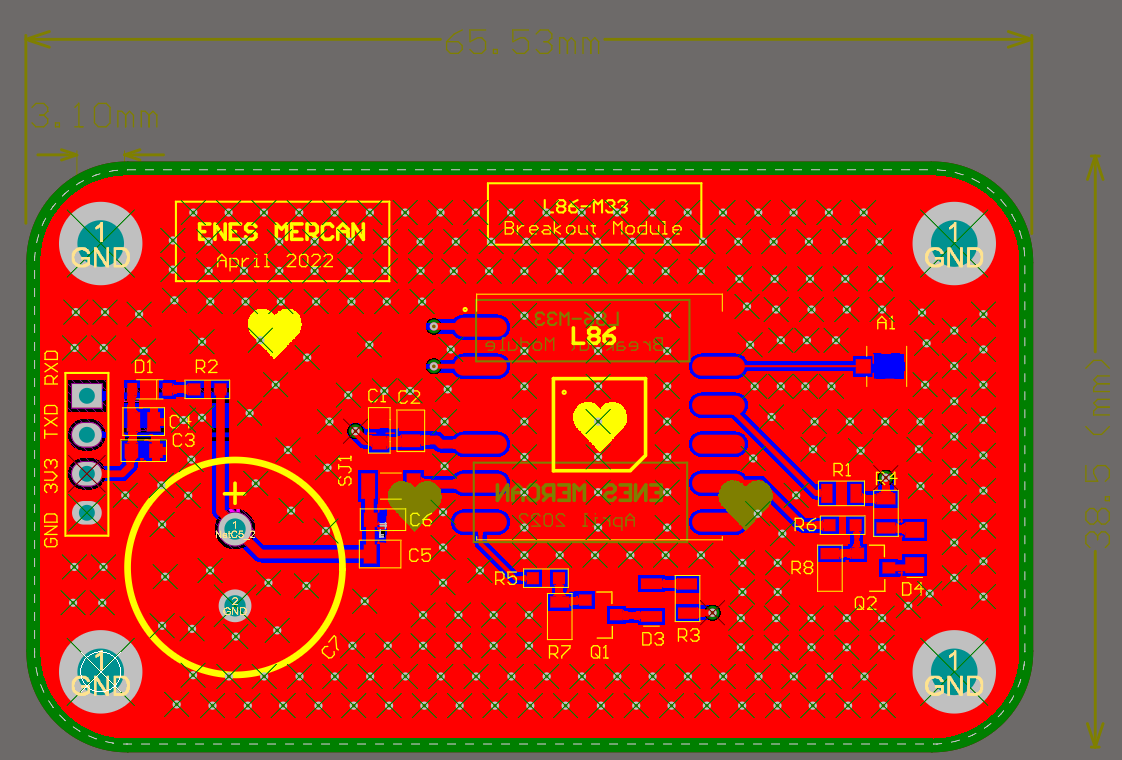 65.53mm
3.10mm
38.5 (mm)
1
GND
1
GND
ENES MERCAN
April 2022
L86-M33
Breakout Module
L86-M33
Breakout Module
L86
A1
RXD
TXD
3V3
GND
D1
R2
C4
C3
C1
C2
SJ1
C6
C5
+
1
NetC5_2
2
GND
C7
ENES MERCAN
April 2022
R1
R4
R6
R8
Q2
D4
R5
R7
Q1
D3
R3
1
GND
1
GND